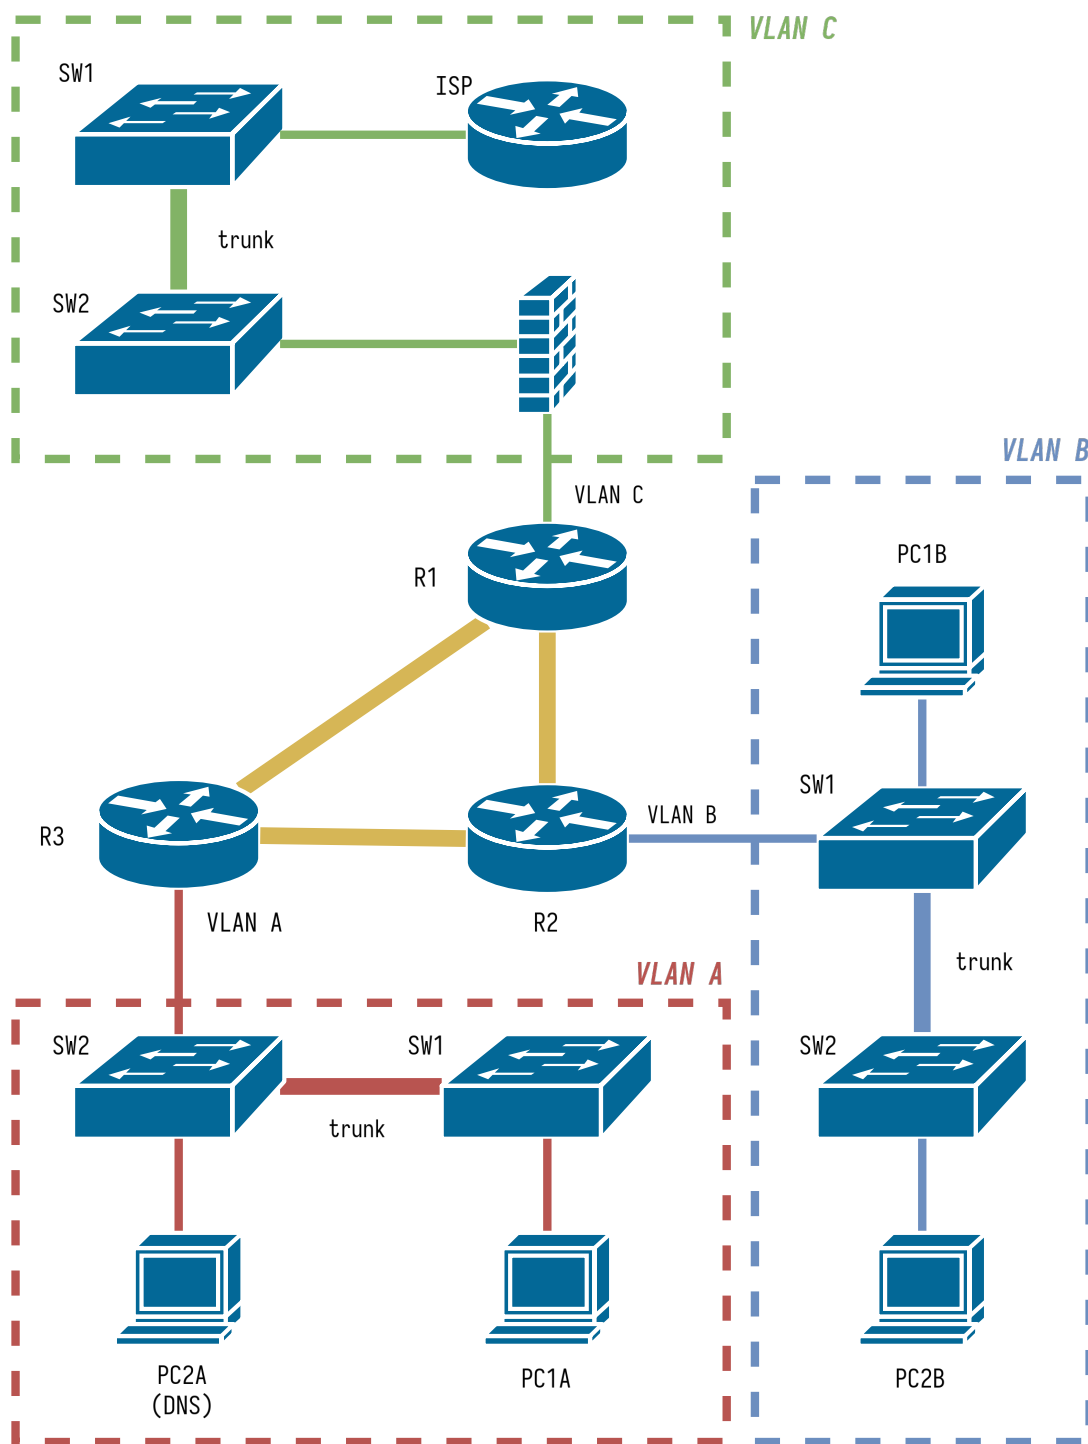 VLAN C
SW1
ISP
trunk
SW2
VLAN B
VLAN C
PC1B
R1
SW1
VLAN B
R3
VLAN A
R2
trunk
VLAN A
SW2
SW1
SW2
trunk
PC2A
(DNS)
PC1A
PC2B